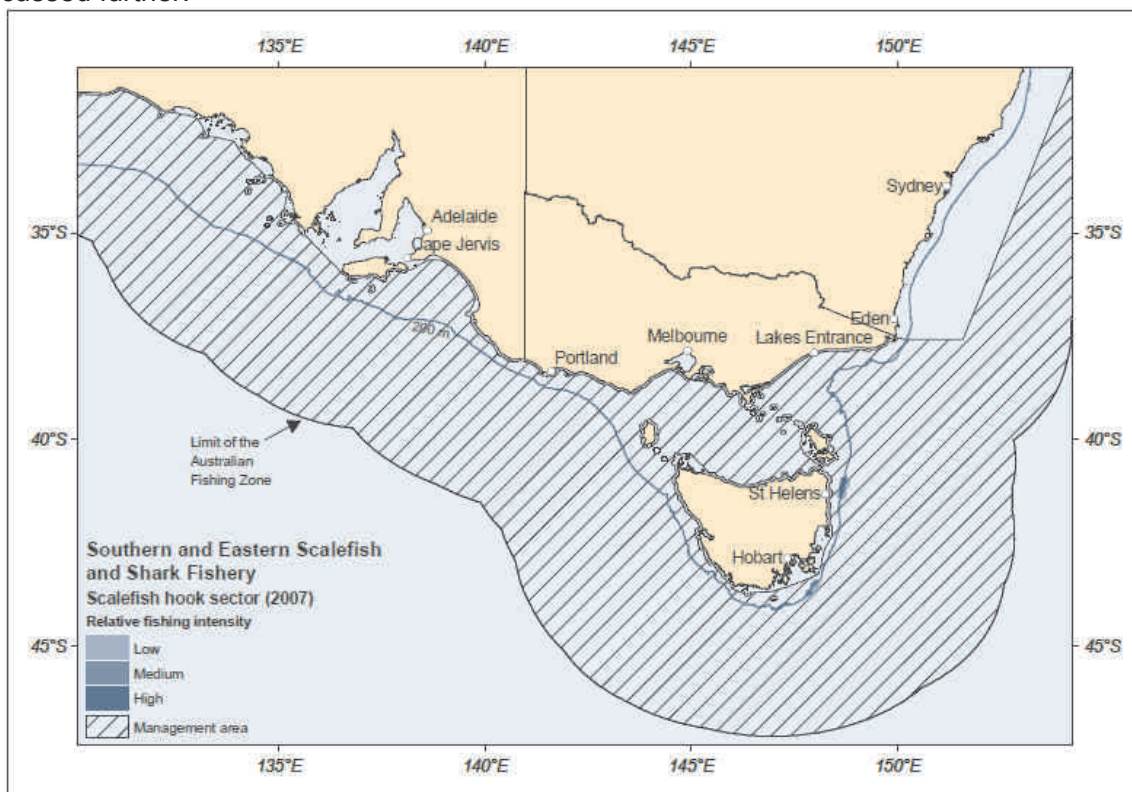 cussed further.
135°E 140°E 145°E 150°E
Sydney
35°S Adelaide 35°S
Cape Jervis
200 m
Eden
Melbourne Lakes Entrance
Portland
40°S 40°S
Limit of the
Australian
Fishing Zone
St Helens
Southern and Eastern Scalefish
and Shark Fishery
Hobart
Scalefish hook sector (2007)
Relative fishing intensity
45°S Low 45°S
Medium
High
Management area
135°E 140°E 145°E 150°E